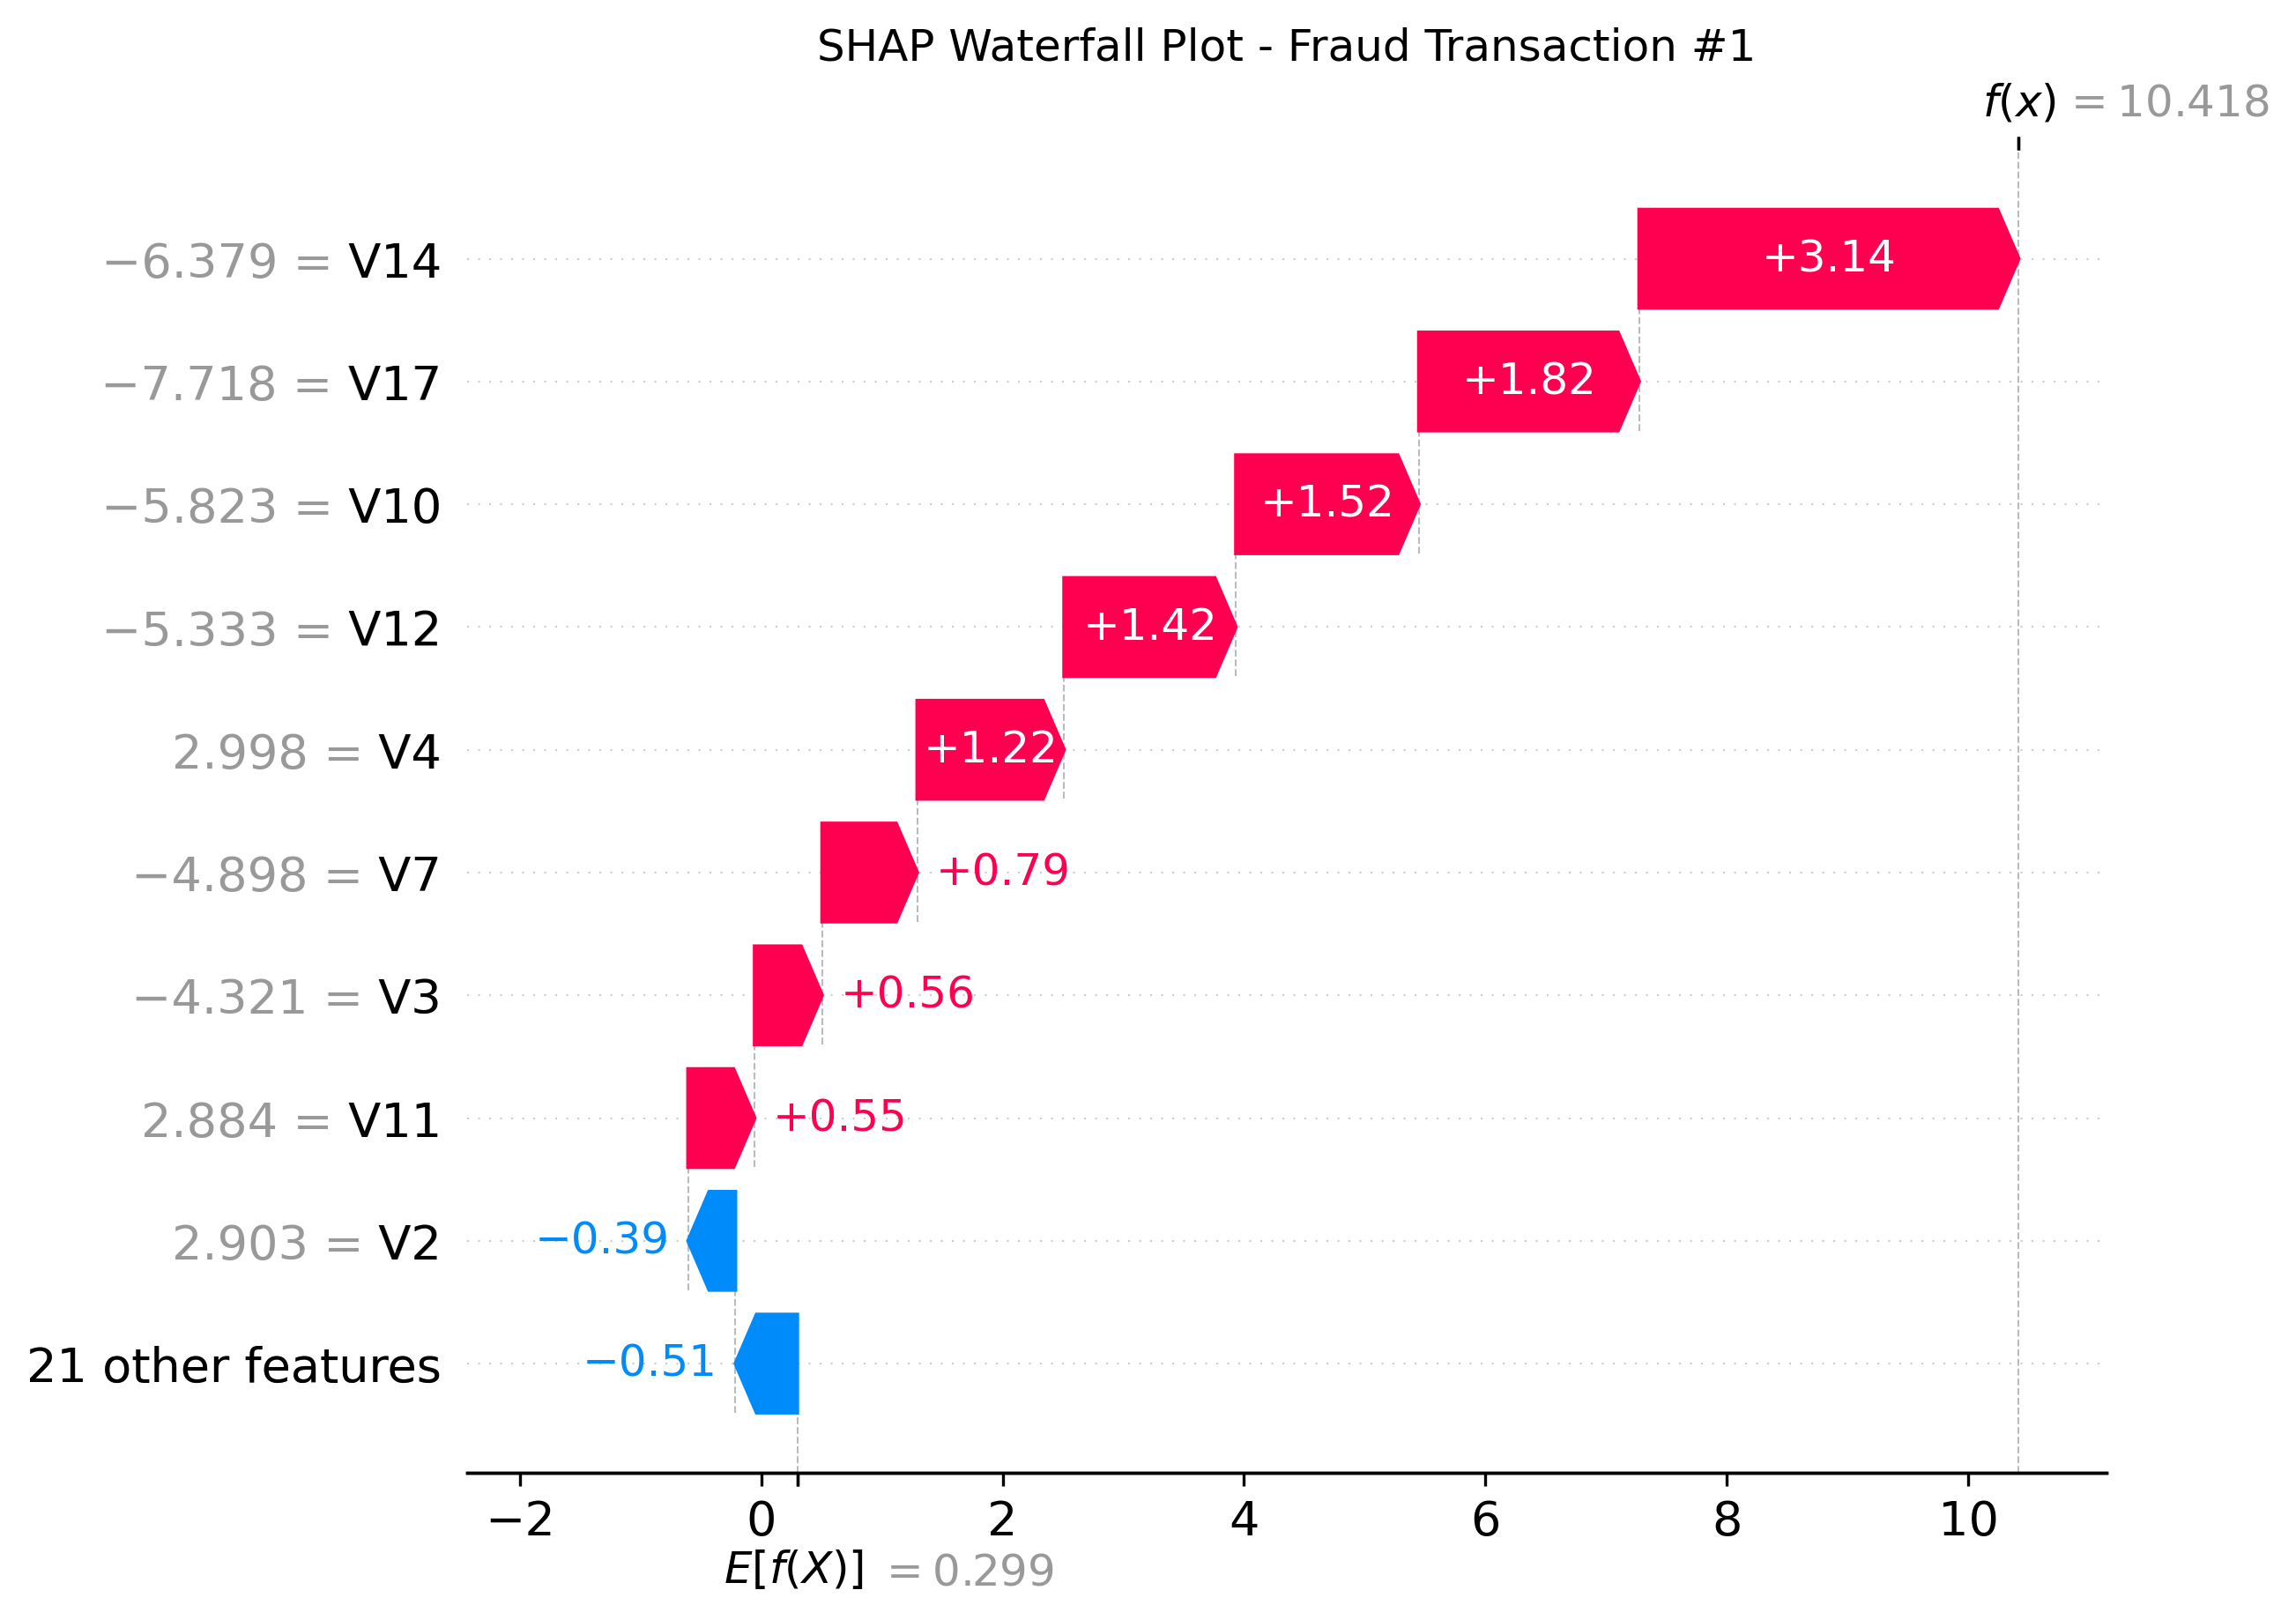 SHAP Waterfall Plot - Fraud Transaction #1
f(x) = 10.418
−6.379 = V14 +3.14
−7.718 = V17 +1.82
−5.823 = V10 +1.52
−5.333 = V12 +1.42
2.998 = V4 +1.22
−4.898 = V7 +0.79
−4.321 = V3 +0.56
2.884 = V11 +0.55
2.903 = V2 −0.39
21 other features −0.51
−2 0 2 4 6 8 10
E[f(X)] = 0.299